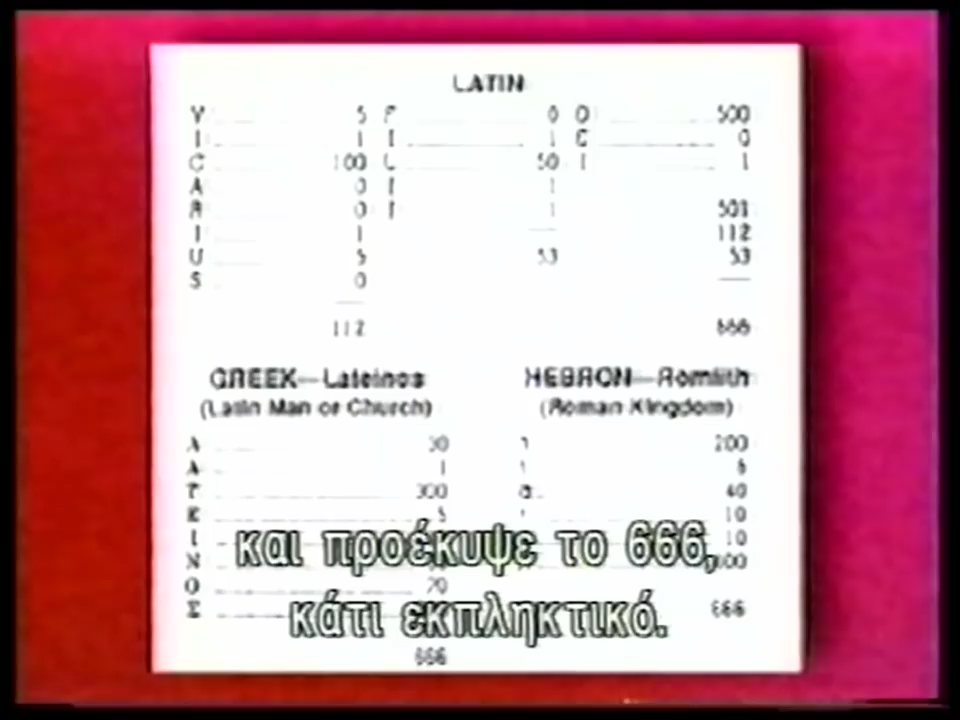 LATIN
V 5 F 0 D 500
I 1 I 1 E 0
C 100 L 50 I 1
A 0 I 1
R 0 I 1 501
I 1 112
U 5 53 53
S 0
112 666
GREEK—Lateinos HEBRON—Romiith
(Latin Man or Church) (Roman Kingdom)
Λ 30 ר 200
A 1 ו 6
T 300 40
E 5 י 10
I 10
N
O 70
Σ 666
666
και προέκυψε το 666,
κάτι εκπληκτικό.